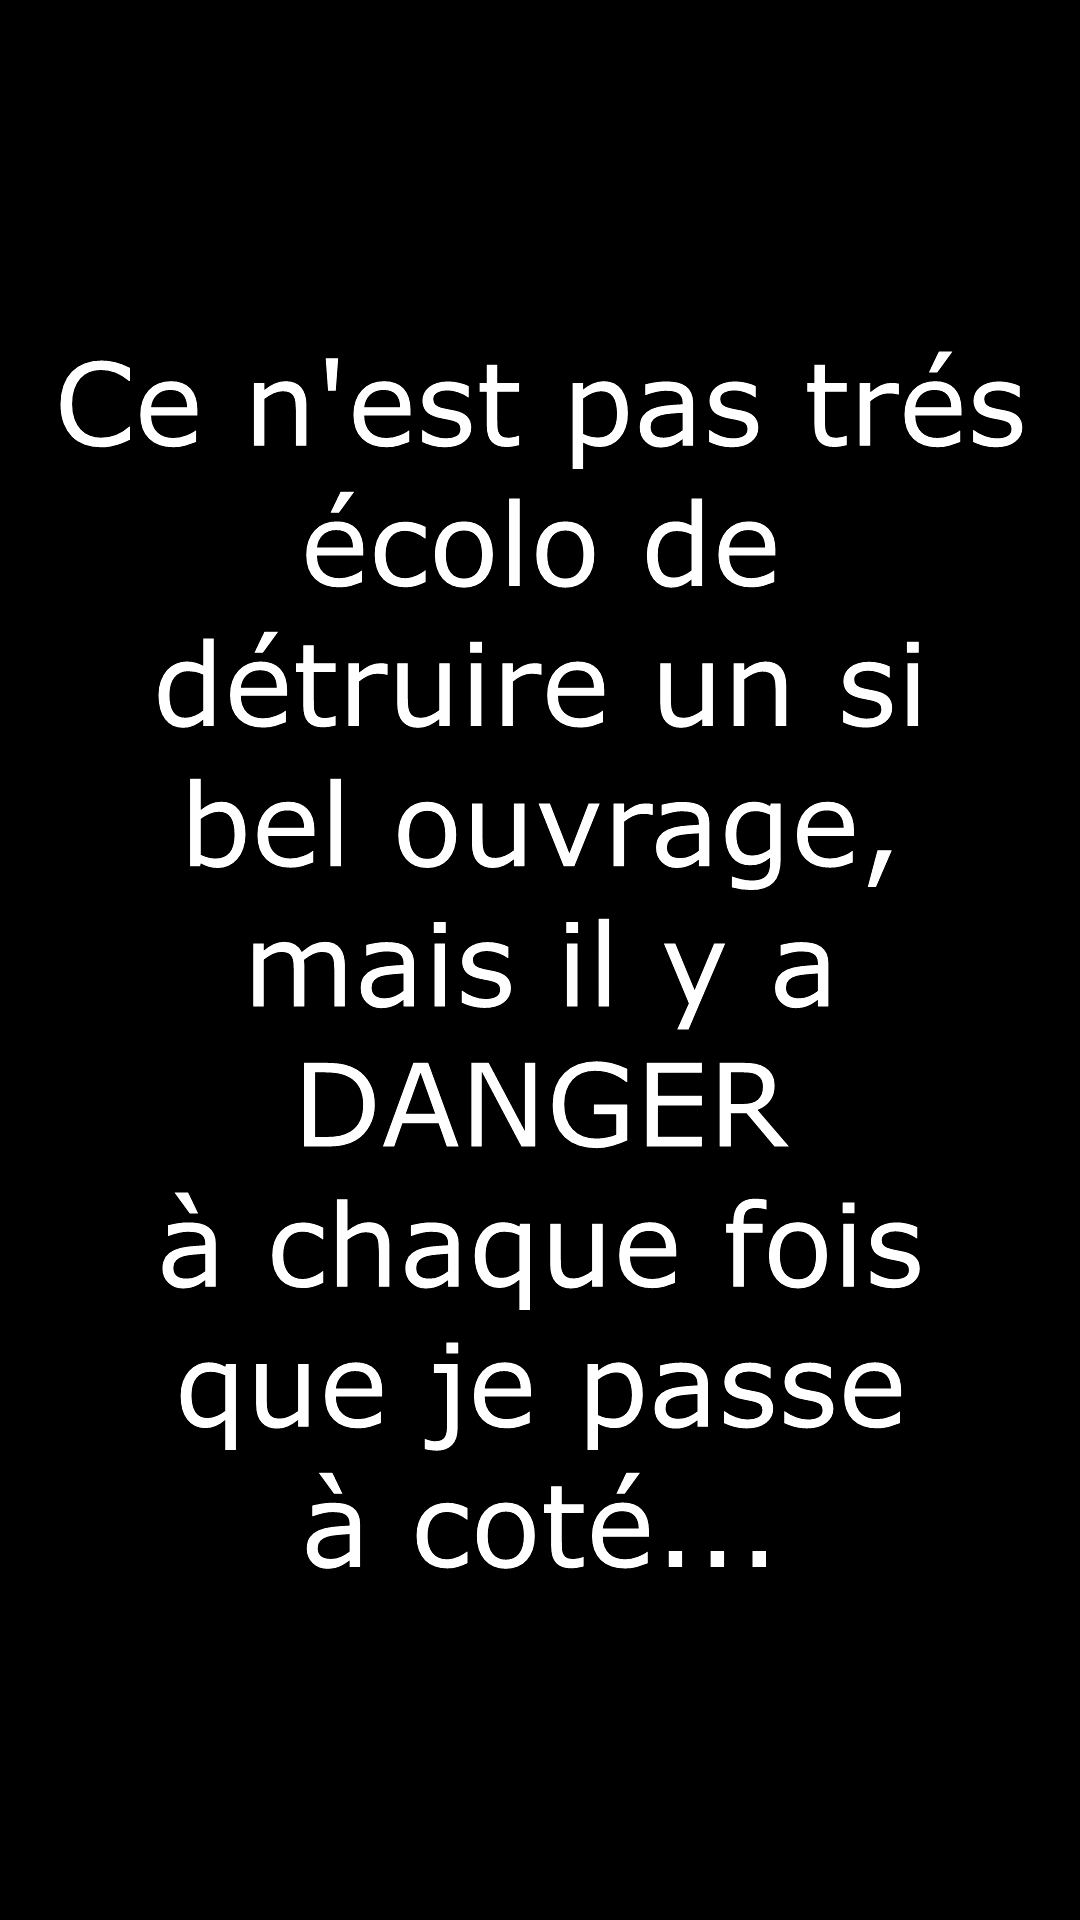 Ce n'est pas trés
écolo de
détruire un si
bel ouvrage,
mais il y a
DANGER
à chaque fois
que je passe
à coté...